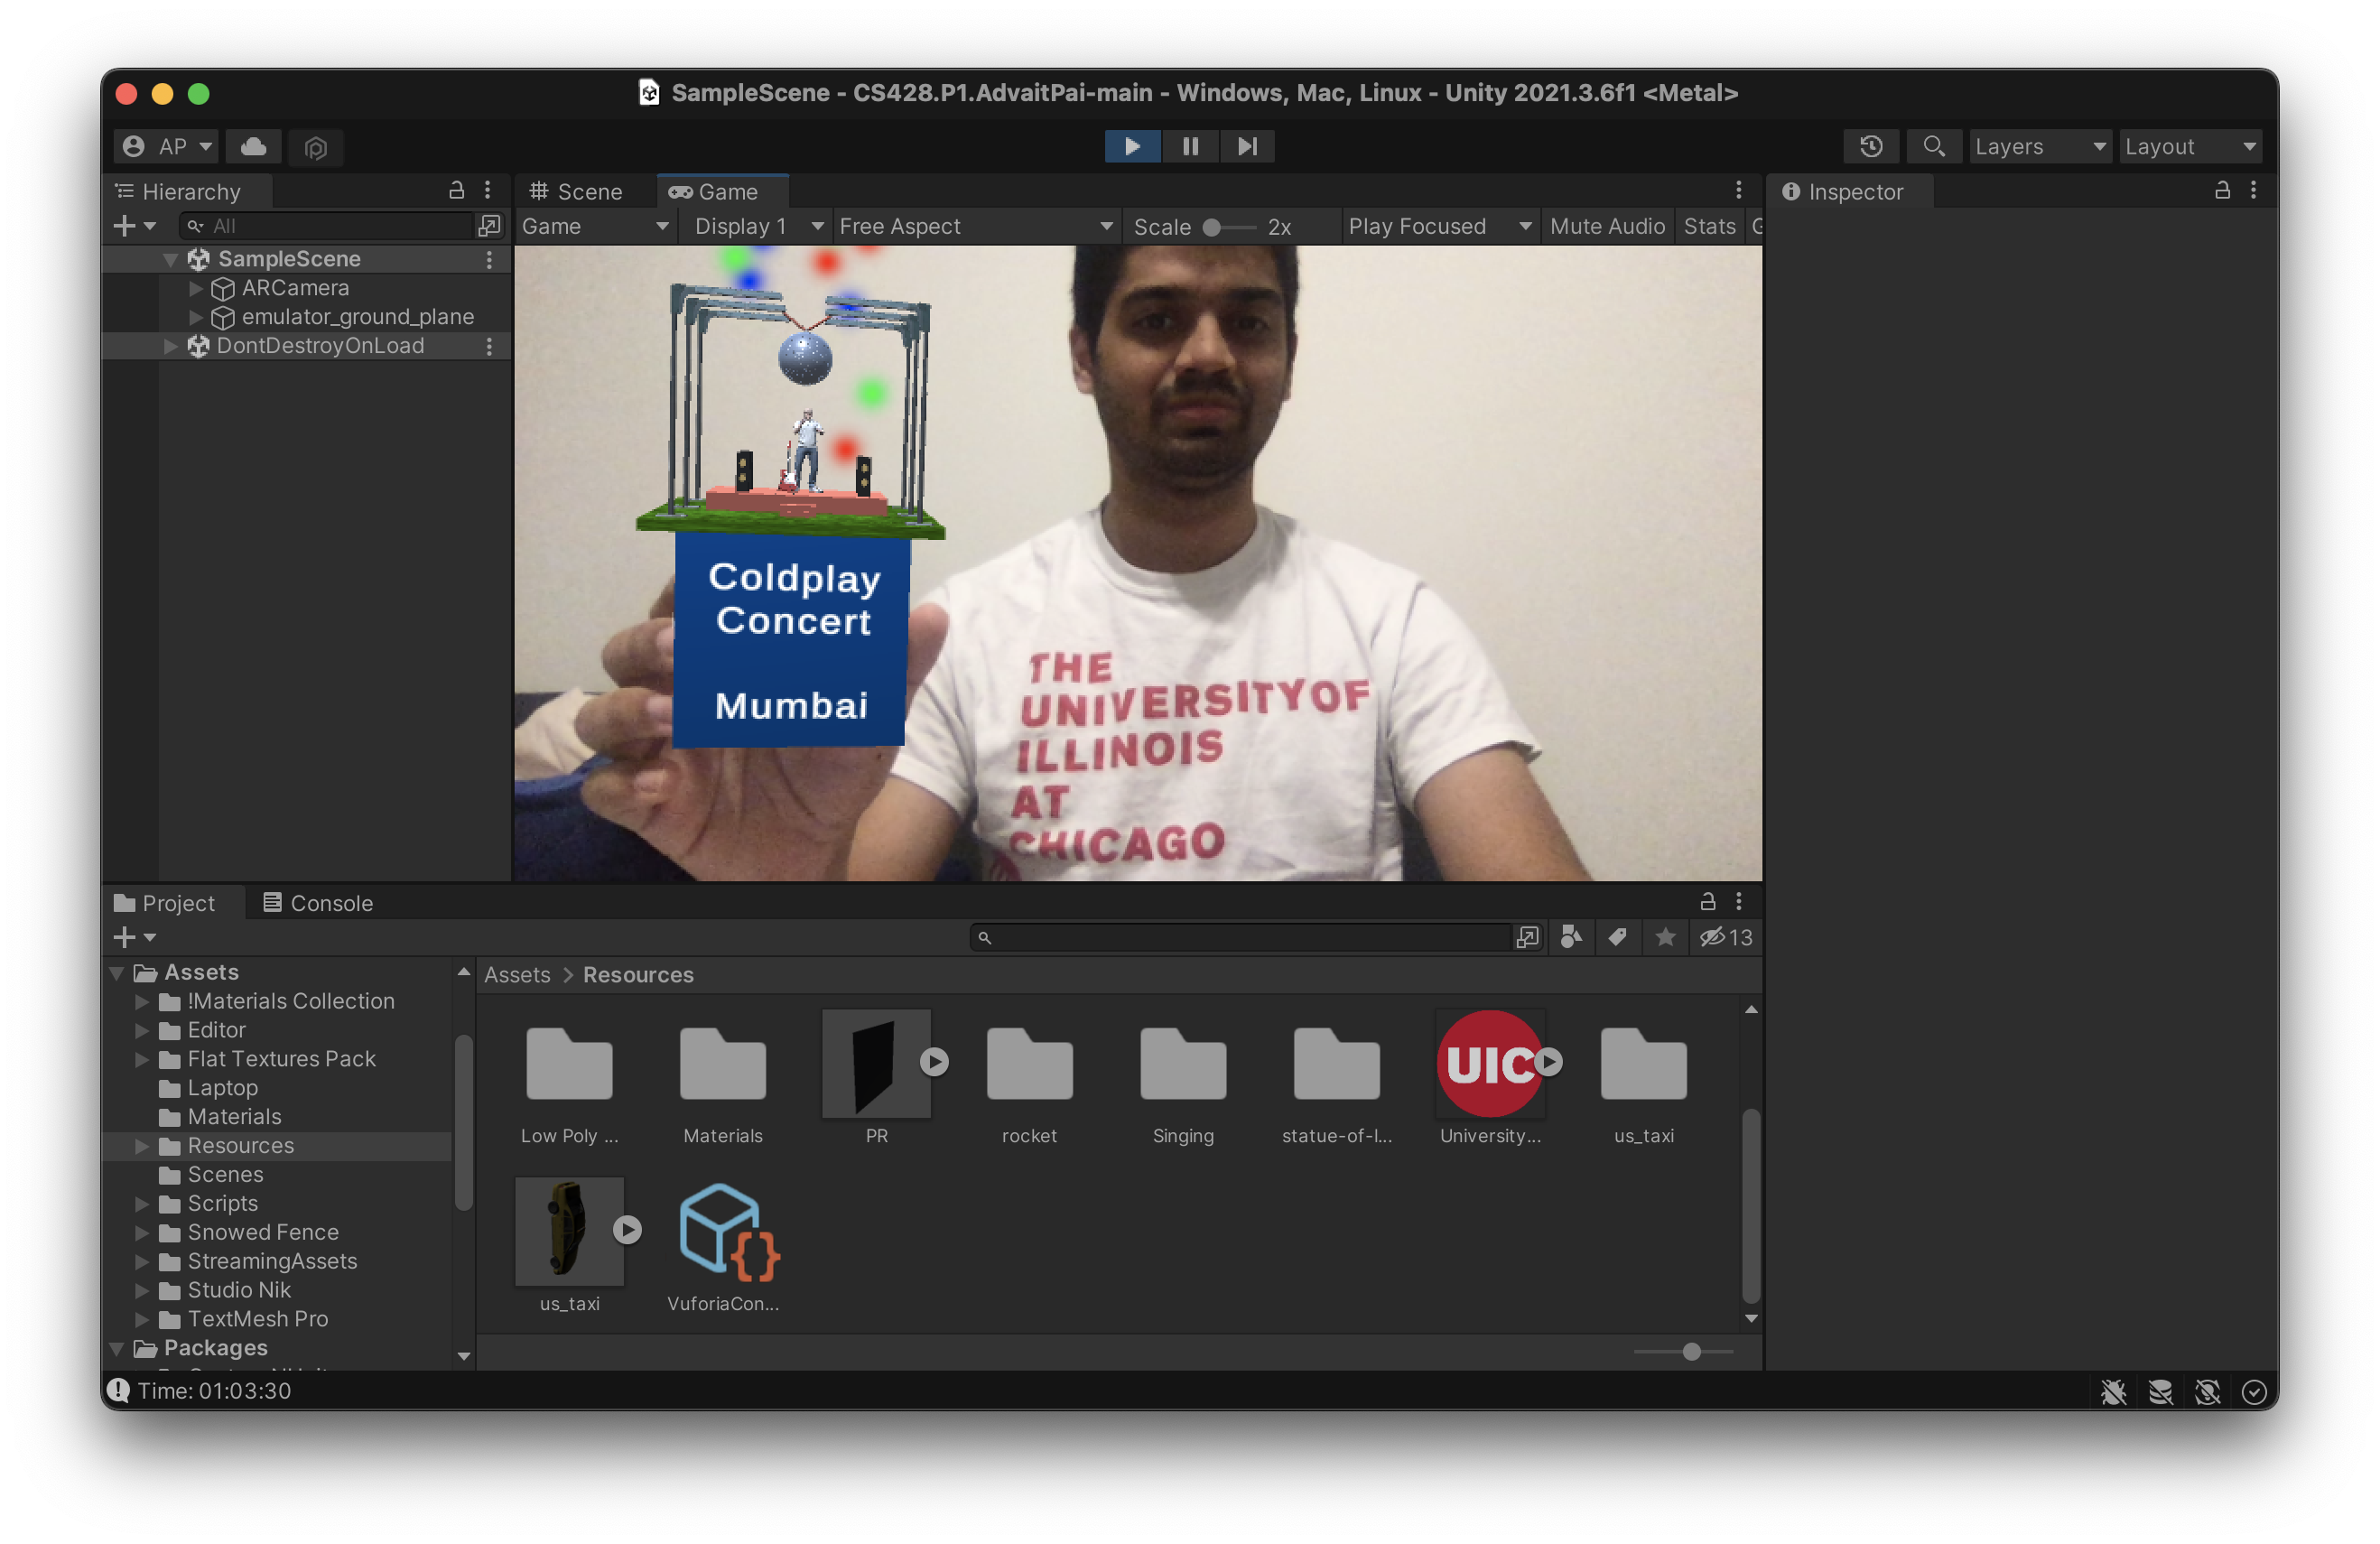 SampleScene - CS428.P1.AdvaitPai-main - Windows, Mac, Linux - Unity 2021.3.6f1 <Metal>
AP
Layers
Layout
Hierarchy
Scene
Game
Inspector
All
Game
Display 1
Free Aspect
Scale
2x
Play Focused
Mute Audio
Stats
G
SampleScene
ARCamera
emulator_ground_plane
DontDestroyOnLoad
Coldplay
Concert
Mumbai
THE
UNIVERSITY OF
ILLINOIS
AT
CHICAGO
Project
Console
13
Assets
!Materials Collection
Editor
Flat Textures Pack
Laptop
Materials
Resources
Scenes
Scripts
Snowed Fence
StreamingAssets
Studio Nik
TextMesh Pro
Packages
Assets > Resources
Low Poly ...
Materials
PR
rocket
Singing
statue-of-l...
UIC
University...
us_taxi
us_taxi
{}
VuforiaCon...
Time: 01:03:30